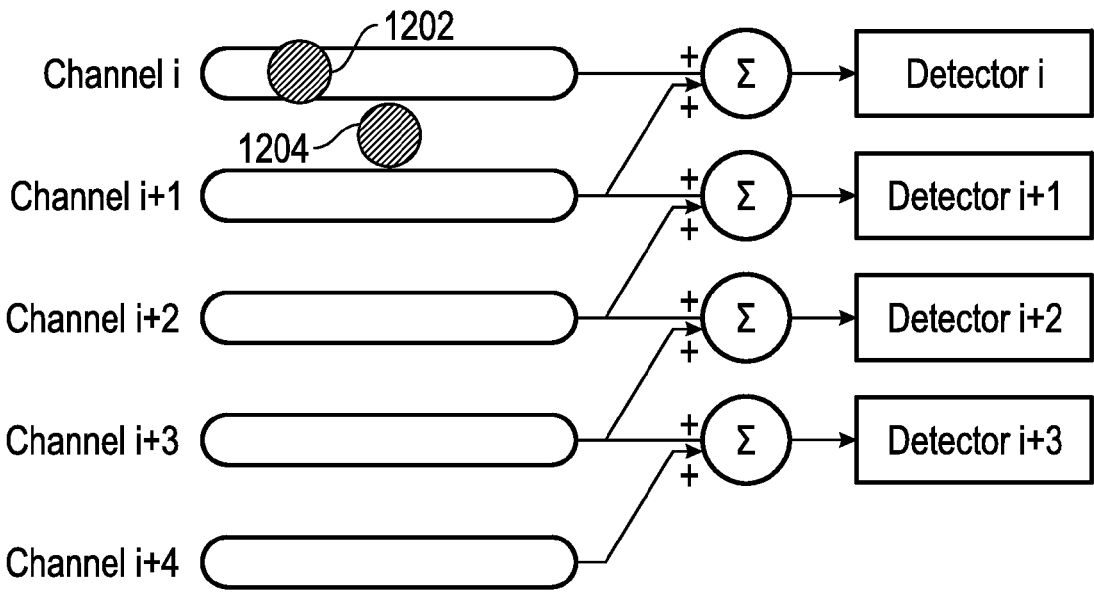 1202
Channel i
+
+
Σ
Detector i
1204
Channel i+1
+
+
Σ
Detector i+1
Channel i+2
+
+
Σ
Detector i+2
Channel i+3
+
+
Σ
Detector i+3
Channel i+4